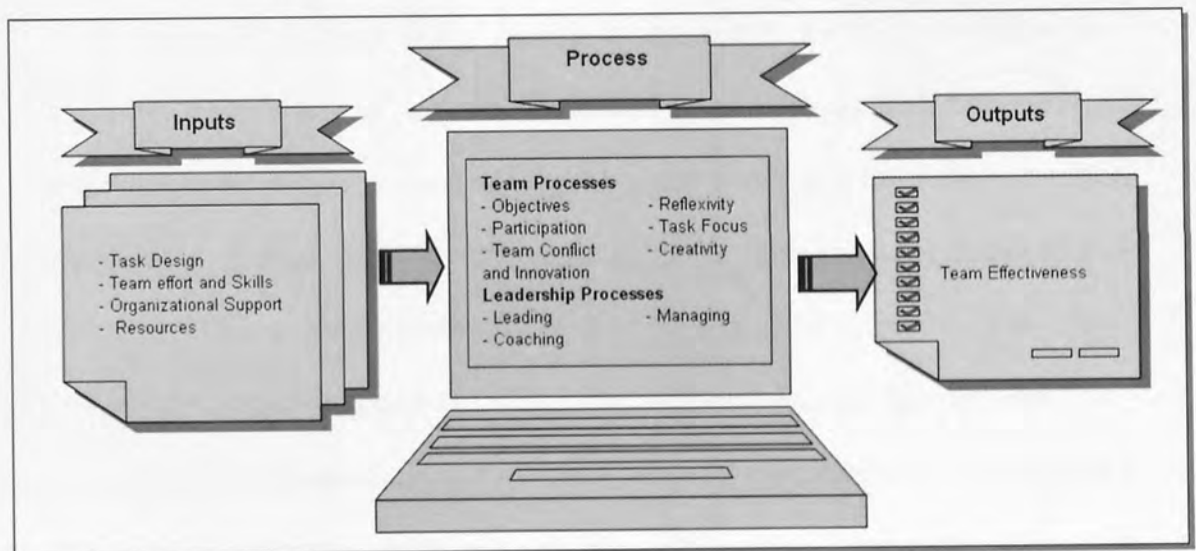 Inputs
Process
Outputs
- Task Design
- Team effort and Skills
- Organizational Support
- Resources
Team Processes
- Objectives
- Participation
- Team Conflict
and Innovation
- Reflexivity
- Task Focus
- Creativity
Leadership Processes
- Leading
- Coaching
- Managing
Team Effectiveness